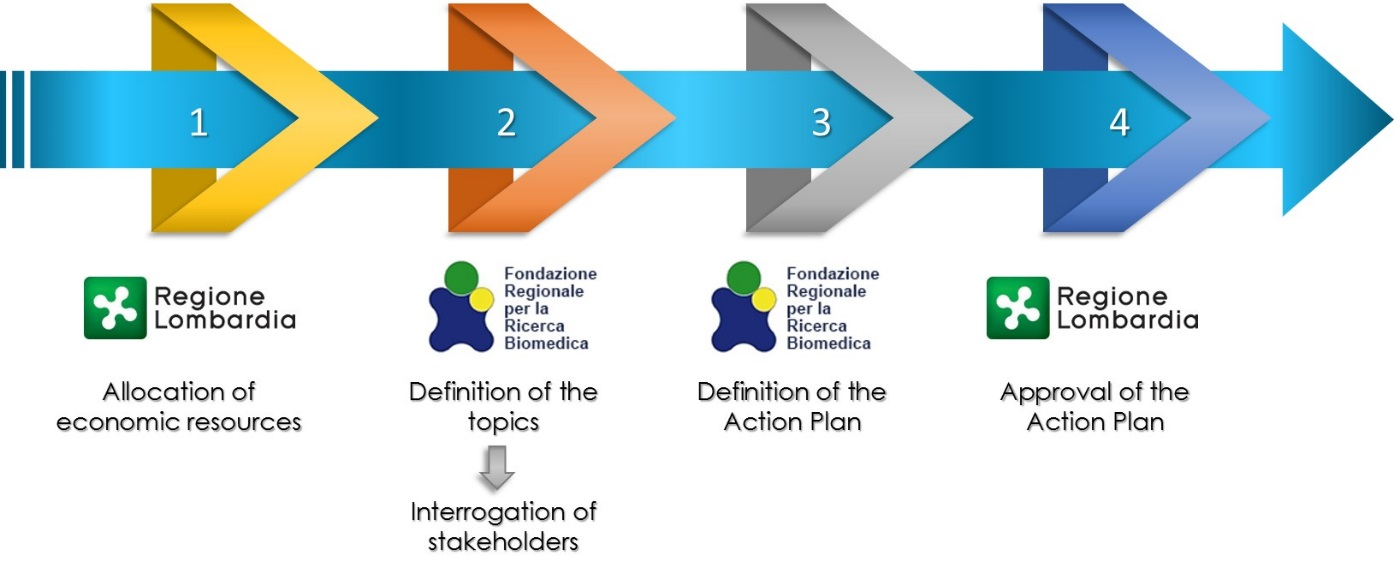 1
2
3
4
Regione
Lombardia
Allocation of
economic resources
Fondazione
Regionale
per la
Ricerca
Biomedica
Definition of the
topics
Interrogation of
stakeholders
Fondazione
Regionale
per la
Ricerca
Biomedica
Definition of the
Action Plan
Regione
Lombardia
Approval of the
Action Plan